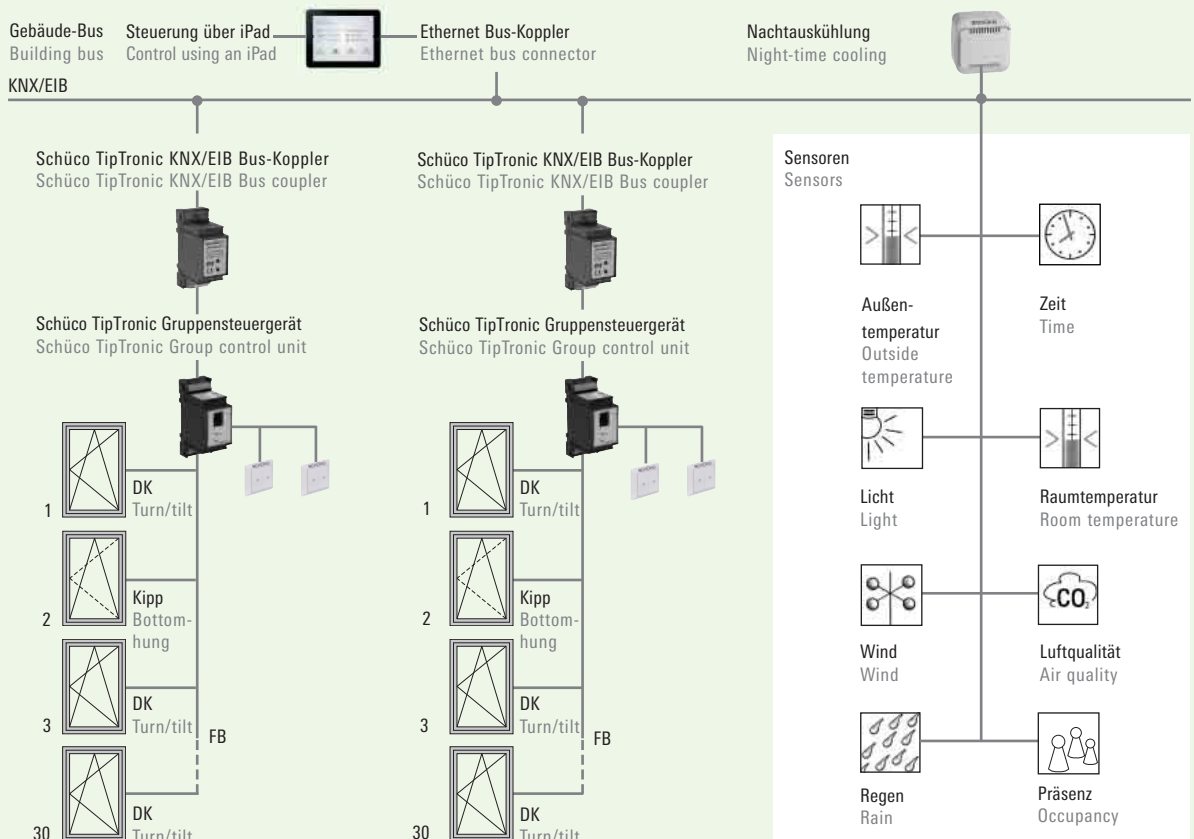 Gebäude-Bus
Building bus
Steuerung über iPad
Control using an iPad
Ethernet Bus-Koppler
Ethernet bus connector
Nachtauskühlung
Night-time cooling
KNX/EIB
Schüco TipTronic KNX/EIB Bus-Koppler
Schüco TipTronic KNX/EIB Bus coupler
Schüco TipTronic Gruppensteuergerät
Schüco TipTronic Group control unit
1
DK
Turn/tilt
2
Kipp
Bottom-
hung
3
DK
Turn/tilt
FB
30
DK
Turn/tilt
Schüco TipTronic KNX/EIB Bus-Koppler
Schüco TipTronic KNX/EIB Bus coupler
Schüco TipTronic Gruppensteuergerät
Schüco TipTronic Group control unit
1
DK
Turn/tilt
2
Kipp
Bottom-
hung
3
DK
Turn/tilt
FB
30
DK
Turn/tilt
Sensoren
Sensors
Außen-
temperatur
Outside
temperature
Zeit
Time
Licht
Light
Raumtemperatur
Room temperature
Wind
Wind
CO2
Luftqualität
Air quality
Regen
Rain
Präsenz
Occupancy